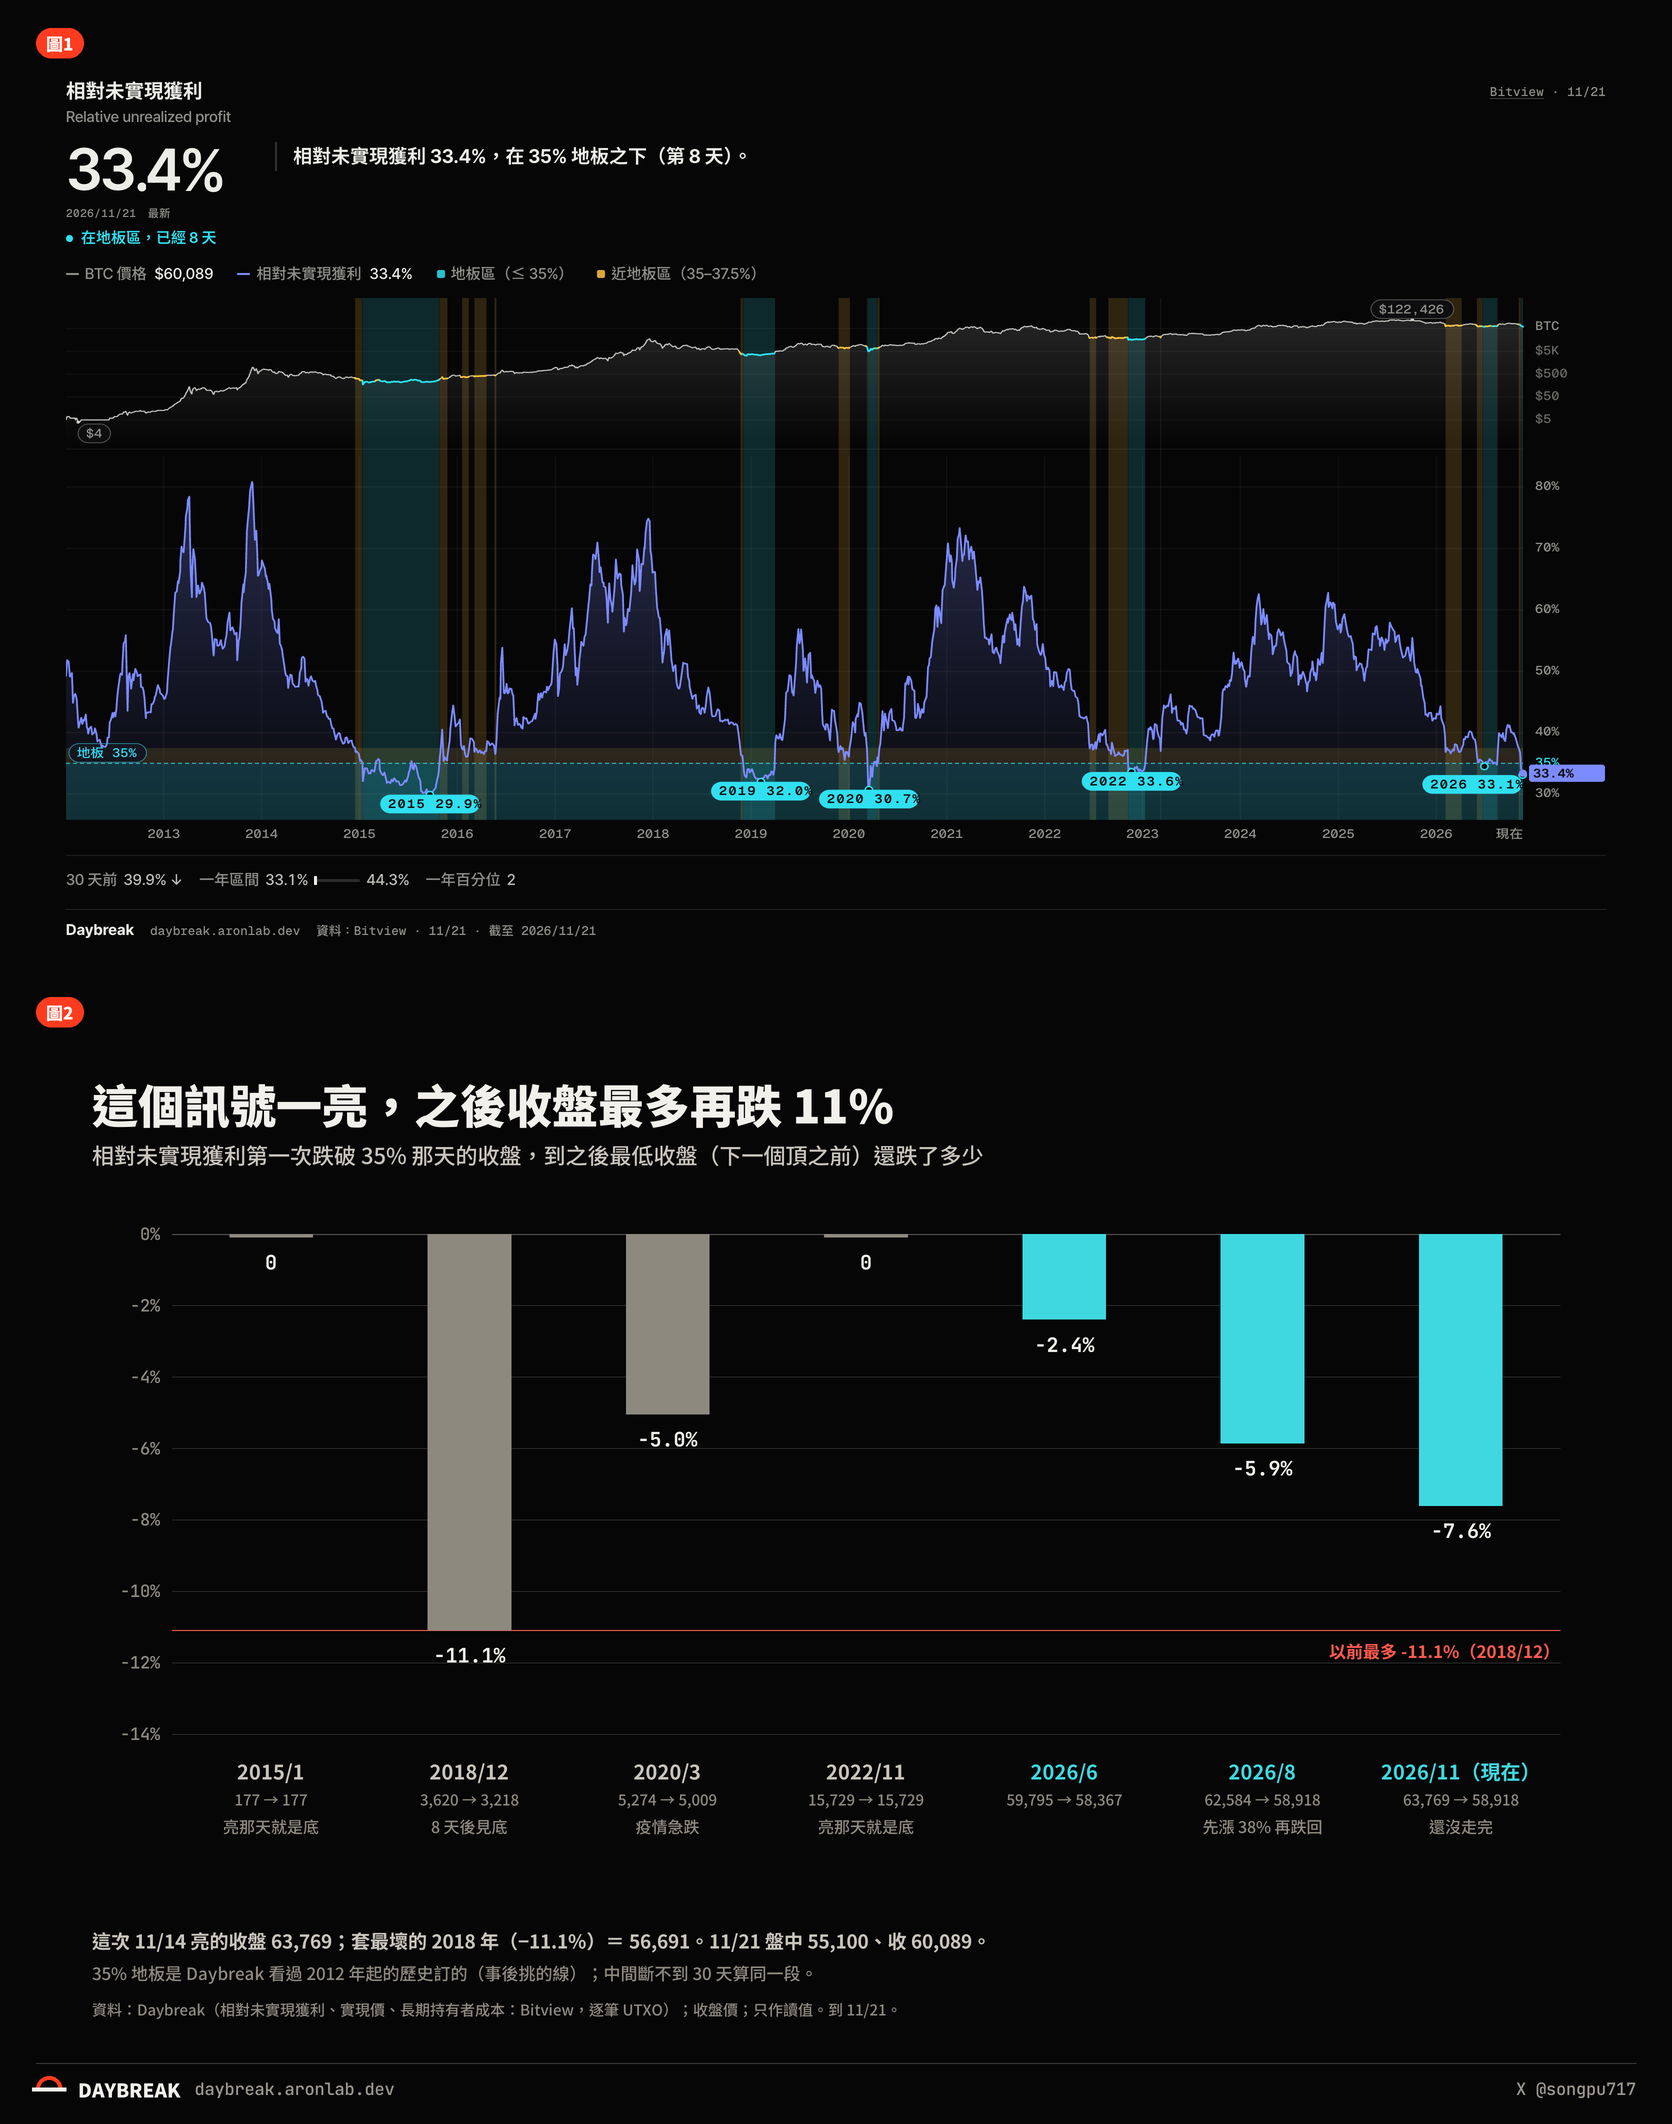 圖1
相對未實現獲利
Bitview · 11/21
Relative unrealized profit
33.4%
相對未實現獲利 33.4%，在 35% 地板之下（第 8 天）。
2026/11/21 最新
在地板區，已經 8 天
BTC 價格 $60,089 相對未實現獲利 33.4% 地板區（≤ 35%） 近地板區（35–37.5%）
$122,426
BTC
$5K
$500
$50
$5
$4
80%
70%
60%
50%
40%
地板 35%
35%
33.4%
30%
2015 29.9%
2019 32.0%
2020 30.7%
2022 33.6%
2026 33.1%
2013 2014 2015 2016 2017 2018 2019 2020 2021 2022 2023 2024 2025 2026 現在
30 天前 39.9% ↓ 一年區間 33.1% 44.3% 一年百分位 2
Daybreak daybreak.aronlab.dev 資料：Bitview · 11/21 · 截至 2026/11/21
圖2
這個訊號一亮，之後收盤最多再跌 11%
相對未實現獲利第一次跌破 35% 那天的收盤，到之後最低收盤（下一個頂之前）還跌了多少
0%
-2%
-4%
-6%
-8%
-10%
-12%
-14%
0
-11.1%
-5.0%
0
-2.4%
-5.9%
-7.6%
以前最多 -11.1%（2018/12）
2015/1 2018/12 2020/3 2022/11 2026/6 2026/8 2026/11（現在）
177 → 177 3,620 → 3,218 5,274 → 5,009 15,729 → 15,729 59,795 → 58,367 62,584 → 58,918 63,769 → 58,918
亮那天就是底 8 天後見底 疫情急跌 亮那天就是底 先漲 38% 再跌回 還沒走完
這次 11/14 亮的收盤 63,769；套最壞的 2018 年（−11.1%）＝ 56,691。11/21 盤中 55,100、收 60,089。
35% 地板是 Daybreak 看過 2012 年起的歷史訂的（事後挑的線）；中間斷不到 30 天算同一段。
資料：Daybreak（相對未實現獲利、實現價、長期持有者成本：Bitview，逐筆 UTXO）；收盤價；只作讀值。到 11/21。
DAYBREAK daybreak.aronlab.dev
X @songpu717